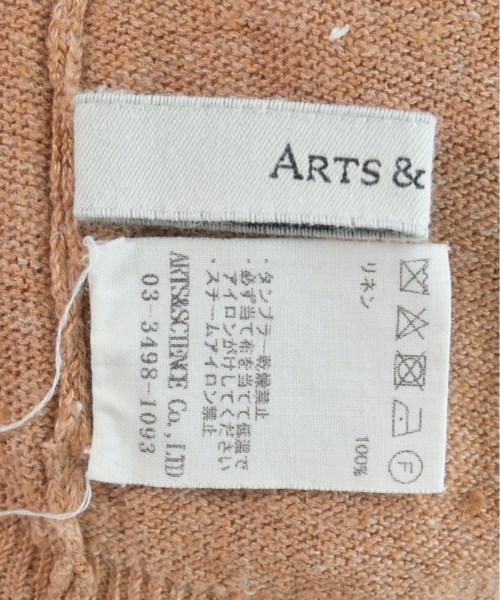 ARTS &
リネン
100%
F
・タンブラー乾燥禁止
・必ず当て布を当てて低温で
アイロンがけしてください
・スチームアイロン禁止
ARTS&SCIENCE Co., LTD
03-3498-1093